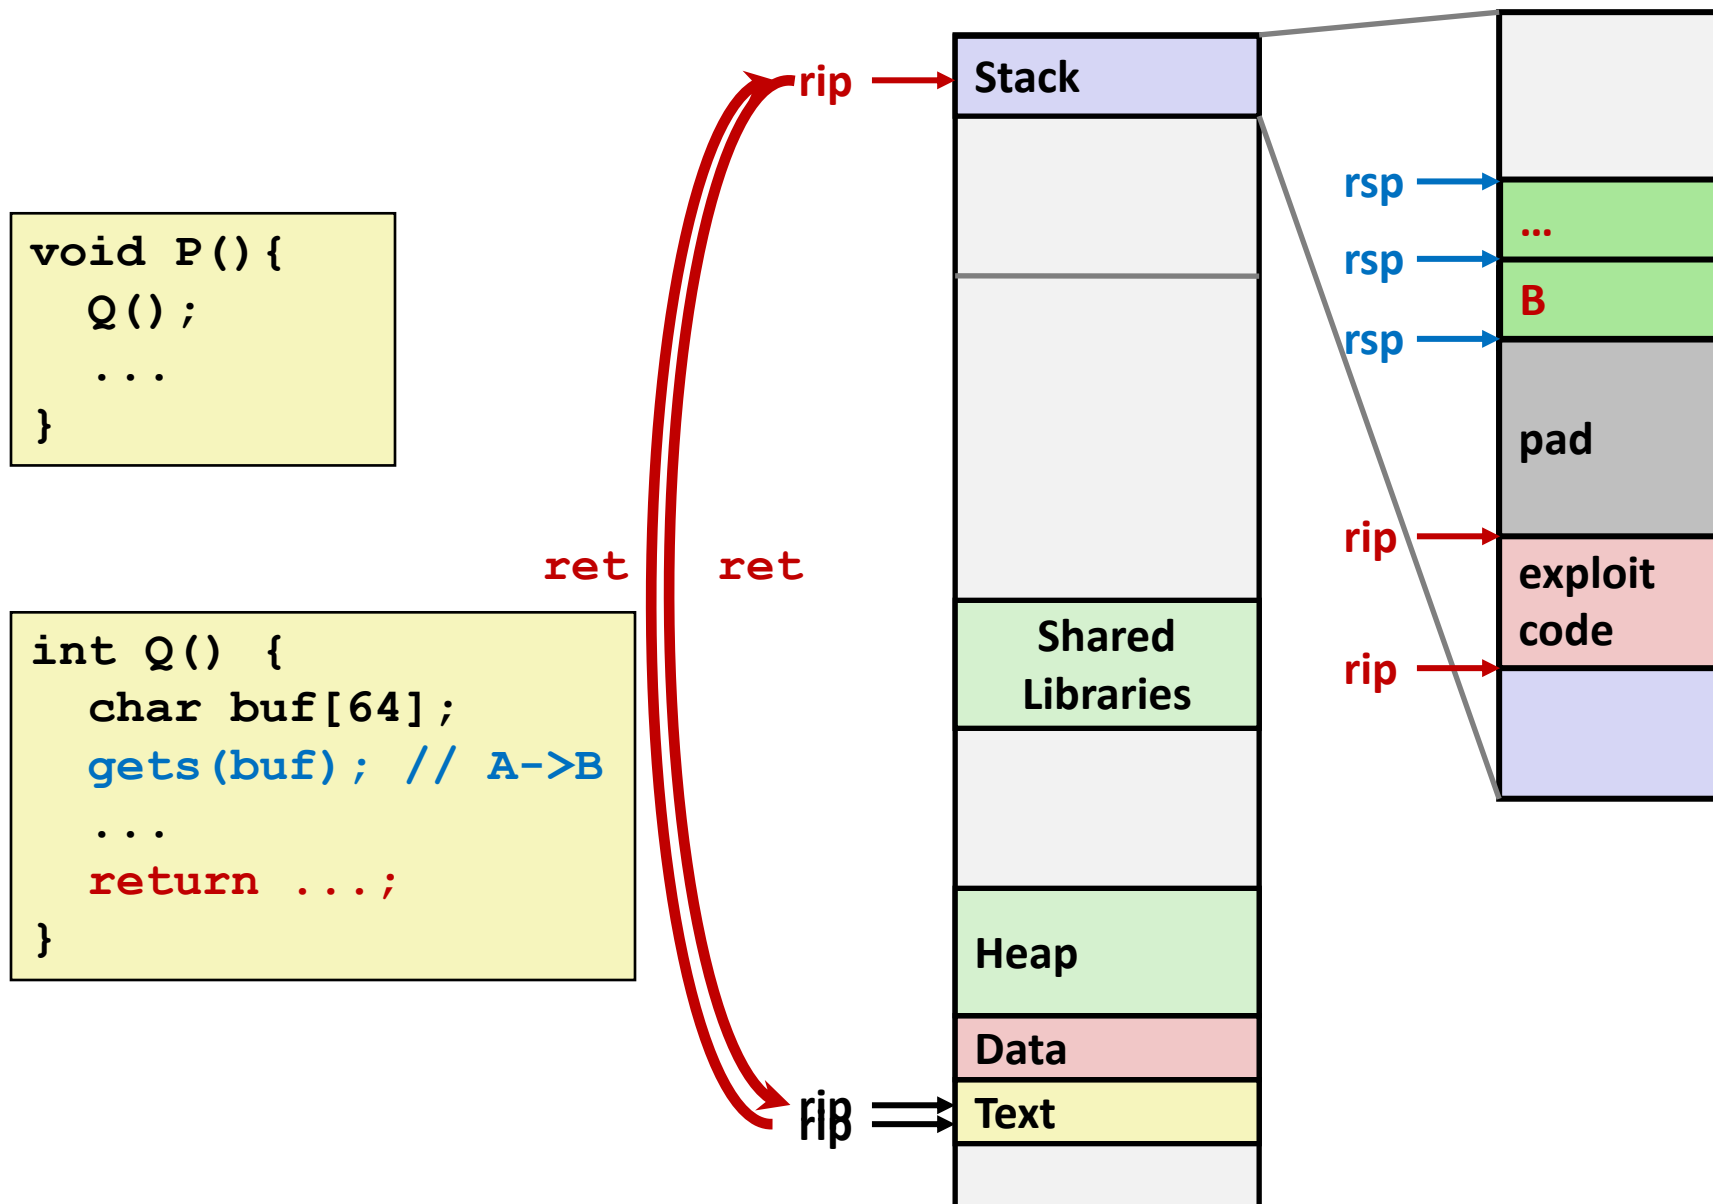 void P(){
Q();
...
}
int Q() {
char buf[64];
gets(buf); // A->B
...
return ...;
}
ret
ret
rip
Stack
Shared
Libraries
Heap
Data
rip
rip
Text
rsp
...
rsp
B
rsp
pad
rip
exploit
code
rip